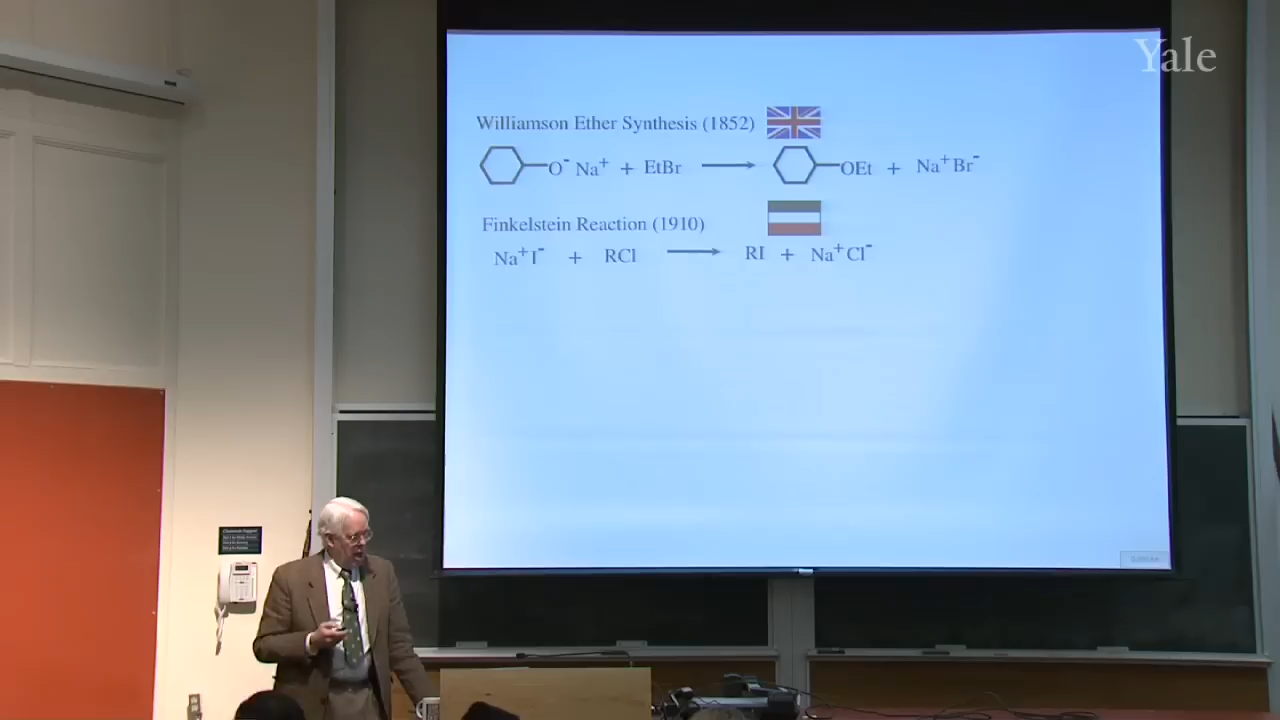 Yale
Williamson Ether Synthesis (1852)
O⁻ Na⁺ + EtBr ⟶ OEt + Na⁺Br⁻
Finkelstein Reaction (1910)
Na⁺I⁻ + RCl ⟶ RI + Na⁺Cl⁻